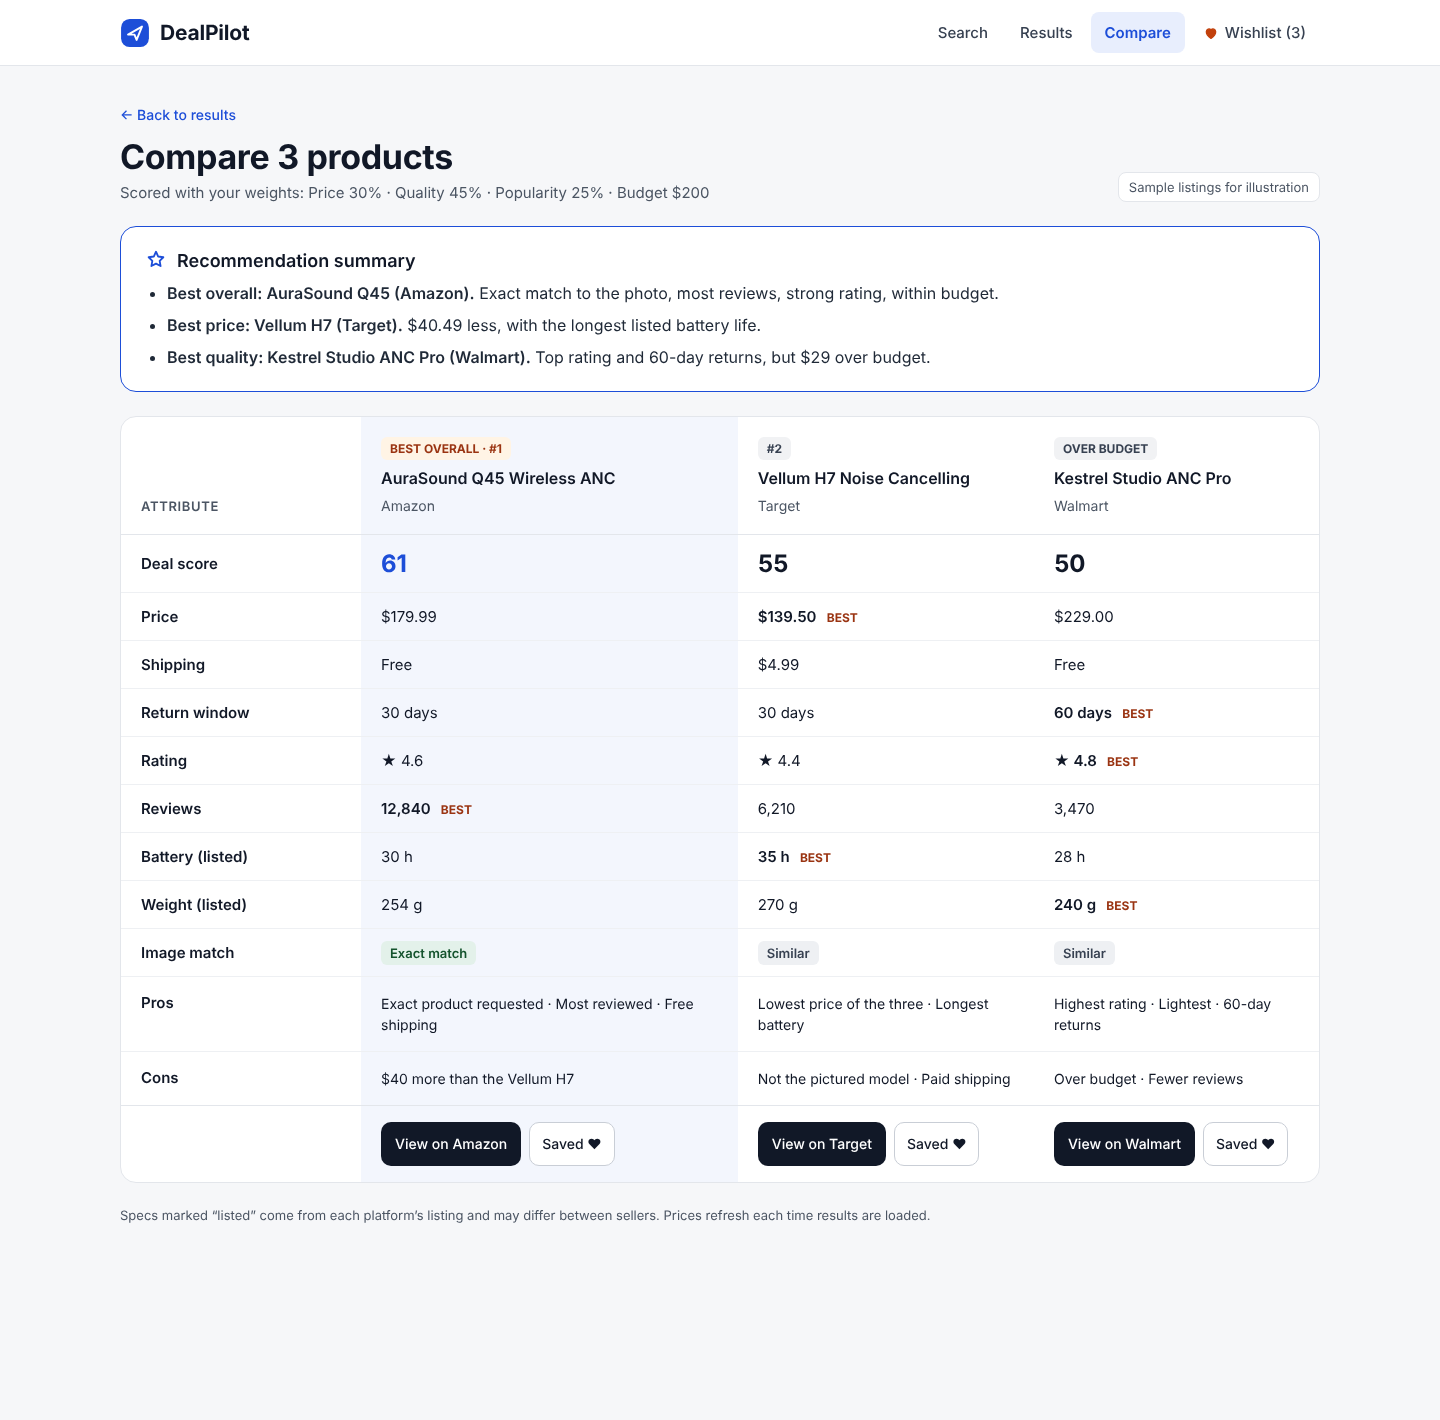 DealPilot
Search Results Compare Wishlist (3)
← Back to results
Compare 3 products
Scored with your weights: Price 30% · Quality 45% · Popularity 25% · Budget $200
Sample listings for illustration
Recommendation summary
• Best overall: AuraSound Q45 (Amazon). Exact match to the photo, most reviews, strong rating, within budget.
• Best price: Vellum H7 (Target). $40.49 less, with the longest listed battery life.
• Best quality: Kestrel Studio ANC Pro (Walmart). Top rating and 60-day returns, but $29 over budget.
BEST OVERALL · #1 #2 OVER BUDGET
AuraSound Q45 Wireless ANC Vellum H7 Noise Cancelling Kestrel Studio ANC Pro
ATTRIBUTE Amazon Target Walmart
Deal score 61 55 50
Price $179.99 $139.50 BEST $229.00
Shipping Free $4.99 Free
Return window 30 days 30 days 60 days BEST
Rating ★ 4.6 ★ 4.4 ★ 4.8 BEST
Reviews 12,840 BEST 6,210 3,470
Battery (listed) 30 h 35 h BEST 28 h
Weight (listed) 254 g 270 g 240 g BEST
Image match Exact match Similar Similar
Pros Exact product requested · Most reviewed · Free Lowest price of the three · Longest Highest rating · Lightest · 60-day
shipping battery returns
Cons $40 more than the Vellum H7 Not the pictured model · Paid shipping Over budget · Fewer reviews
View on Amazon Saved ♥ View on Target Saved ♥ View on Walmart Saved ♥
Specs marked “listed” come from each platform’s listing and may differ between sellers. Prices refresh each time results are loaded.